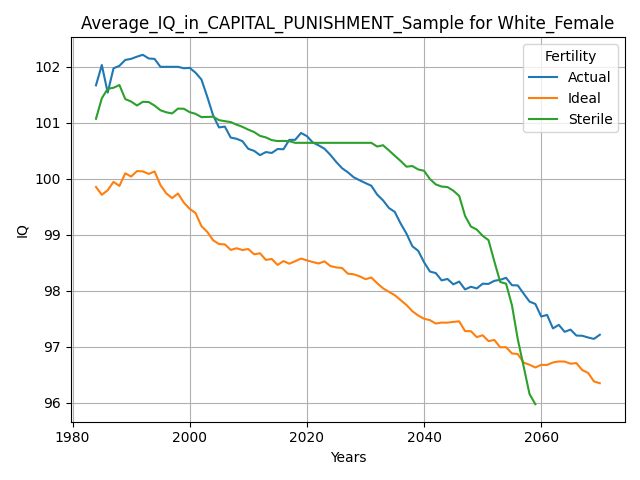 Average_IQ_in_CAPITAL_PUNISHMENT_Sample for White_Female
Fertility
Actual
Ideal
Sterile
IQ
102
101
100
99
98
97
96
1980
2000
2020
2040
2060
Years